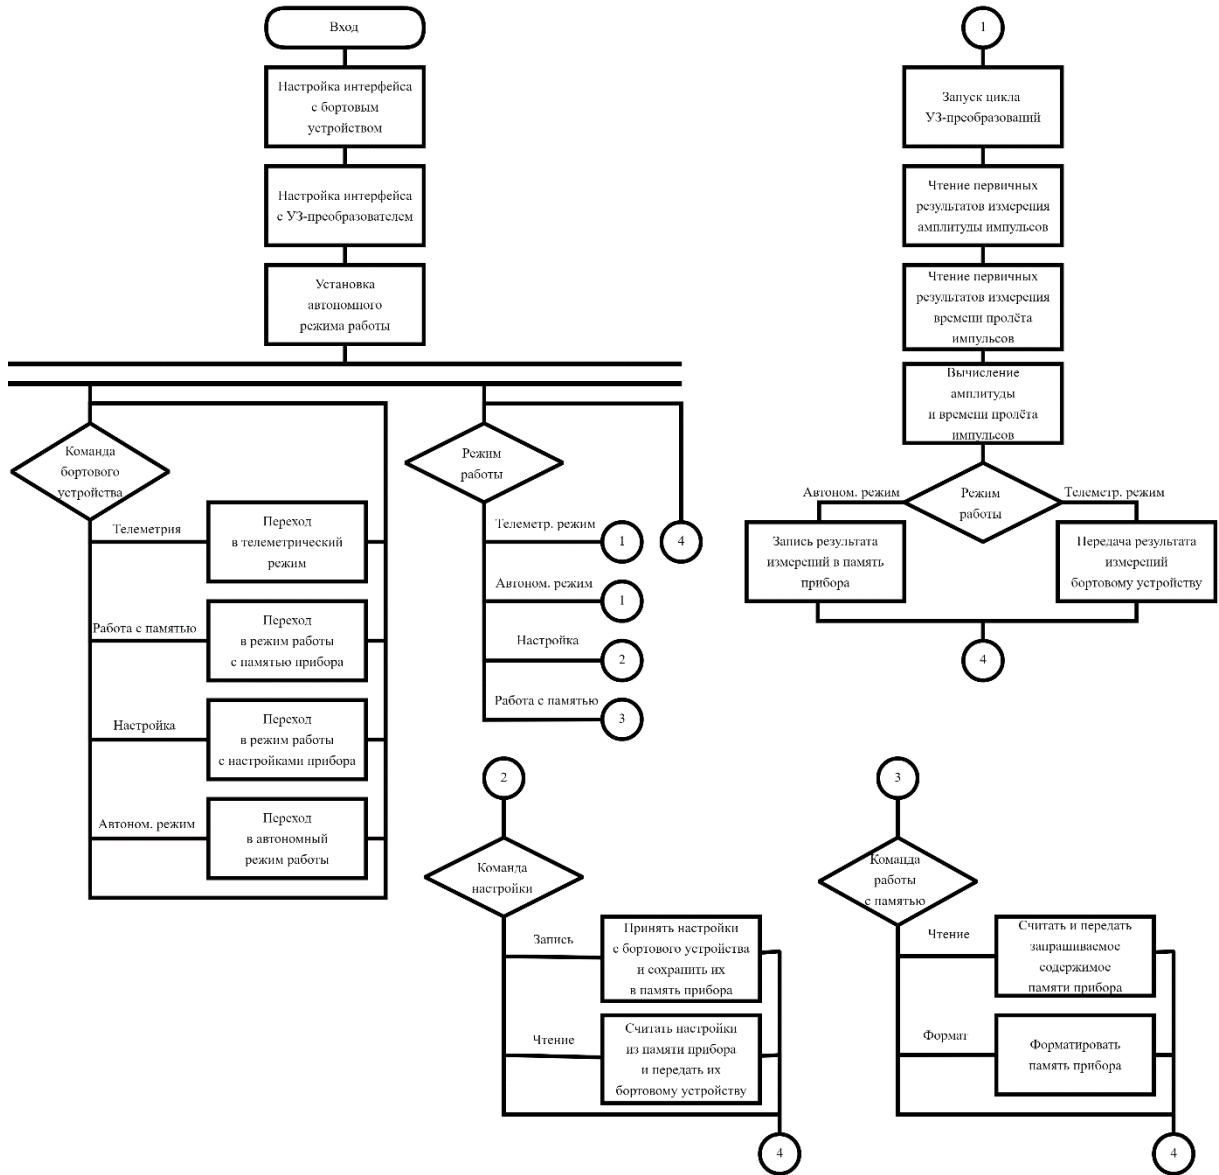 Вход
Настройка интерфейса
с бортовым
устройством
Настройка интерфейса
с УЗ-преобразователем
Установка
автономного
режима работы
Команда
бортового
устройства
Телеметрия
Переход
в телеметрический
режим
Работа с памятью
Переход
в режим работы
с памятью прибора
Настройка
Переход
в режим работы
с настройками прибора
Автоном. режим
Переход
в автономный
режим работы
Режим
работы
Телеметр. режим
1
4
Автоном. режим
1
Настройка
2
Работа с памятью
3
1
Запуск цикла
УЗ-преобразований
Чтение первичных
результатов измерения
амплитуды импульсов
Чтение первичных
результатов измерения
времени пролёта
импульсов
Вычисление
амплитуды
и времени пролёта
импульсов
Автоном. режим
Режим
работы
Телеметр. режим
Запись результата
измерений в память
прибора
Передача результата
измерений
бортовому устройству
4
2
Команда
настройки
Запись
Принять настройки
с бортового устройства
и сохранить их
в память прибора
Чтение
Считать настройки
из памяти прибора
и передать их
бортовому устройству
4
3
Команда
работы
с памятью
Чтение
Считать и передать
запрашиваемое
содержимое
памяти прибора
Формат
Форматировать
память прибора
4